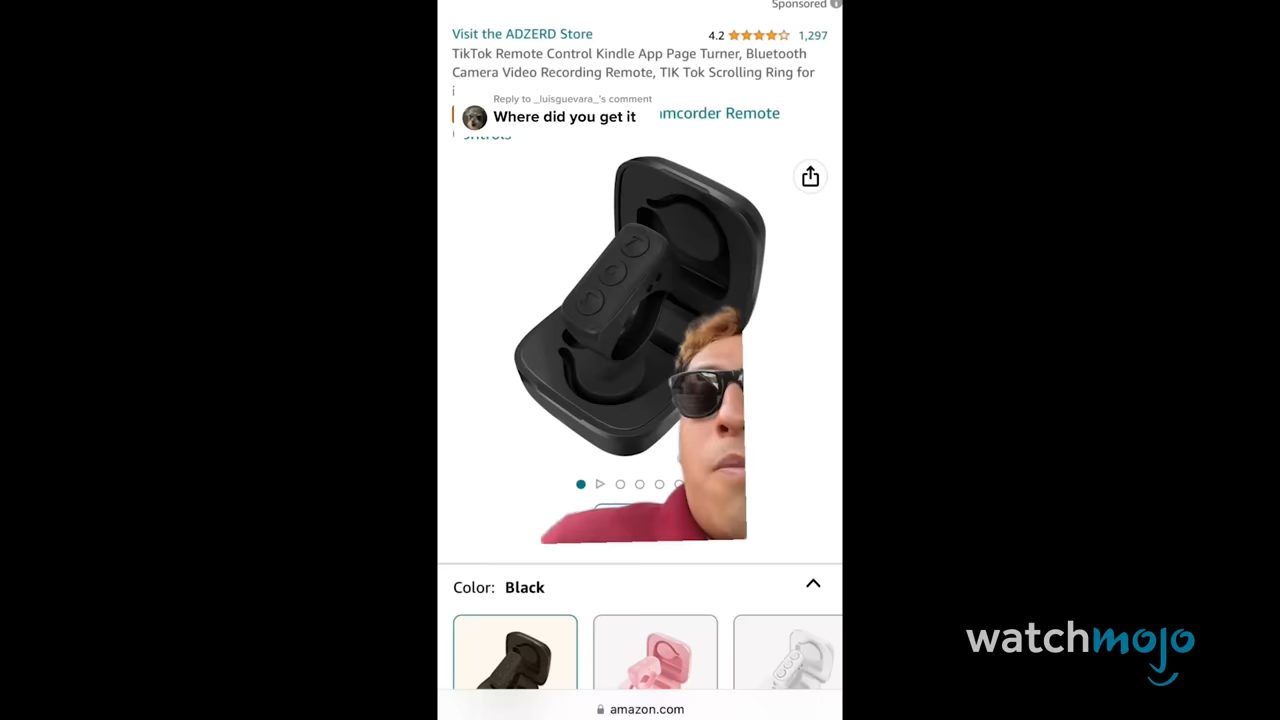 Sponsored
Visit the ADZERD Store
4.2 1,297
TikTok Remote Control Kindle App Page Turner, Bluetooth
Camera Video Recording Remote, TIK Tok Scrolling Ring for
Reply to _luisguevara_'s comment
Where did you get it
mcorder Remote
Color: Black
watchmojo
amazon.com